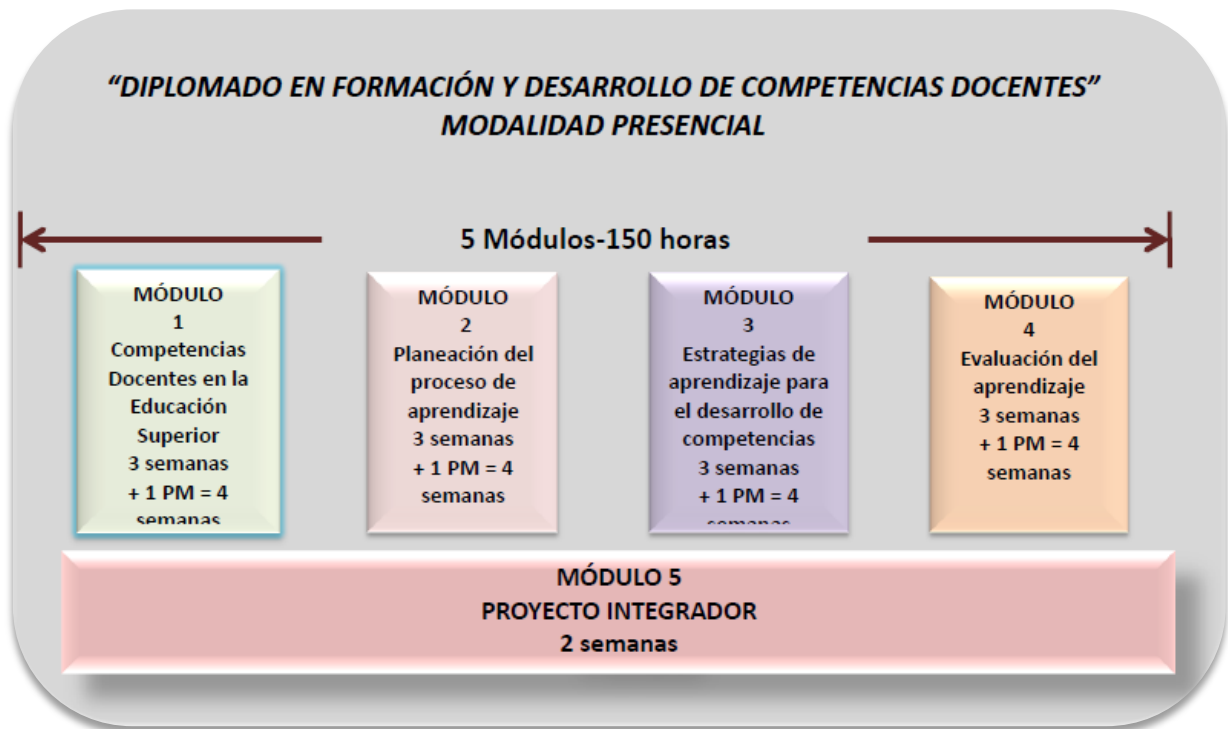 “DIPLOMADO EN FORMACIÓN Y DESARROLLO DE COMPETENCIAS DOCENTES”
MODALIDAD PRESENCIAL
5 Módulos-150 horas
MÓDULO
1
Competencias
Docentes en la
Educación
Superior
3 semanas
+ 1 PM = 4
semanas
MÓDULO
2
Planeación del
proceso de
aprendizaje
3 semanas
+ 1 PM = 4
semanas
MÓDULO
3
Estrategias de
aprendizaje para
el desarrollo de
competencias
3 semanas
+ 1 PM = 4
semanas
MÓDULO
4
Evaluación del
aprendizaje
3 semanas
+ 1 PM = 4
semanas
MÓDULO 5
PROYECTO INTEGRADOR
2 semanas